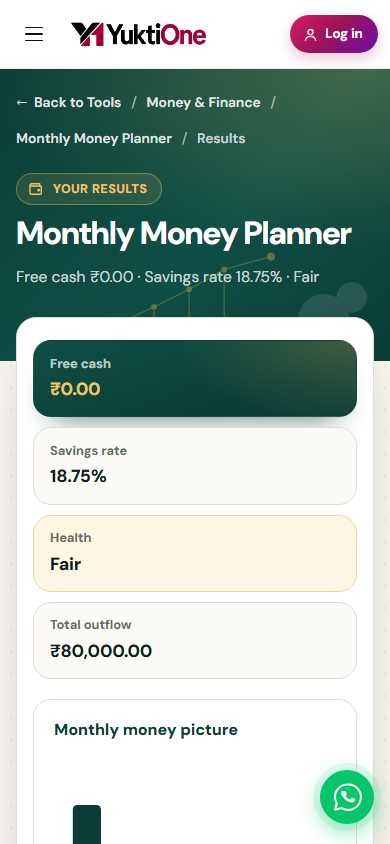 YuktiOne
Log in
← Back to Tools / Money & Finance /
Monthly Money Planner / Results
YOUR RESULTS
Monthly Money Planner
Free cash ₹0.00 · Savings rate 18.75% · Fair
Free cash
₹0.00
Savings rate
18.75%
Health
Fair
Total outflow
₹80,000.00
Monthly money picture